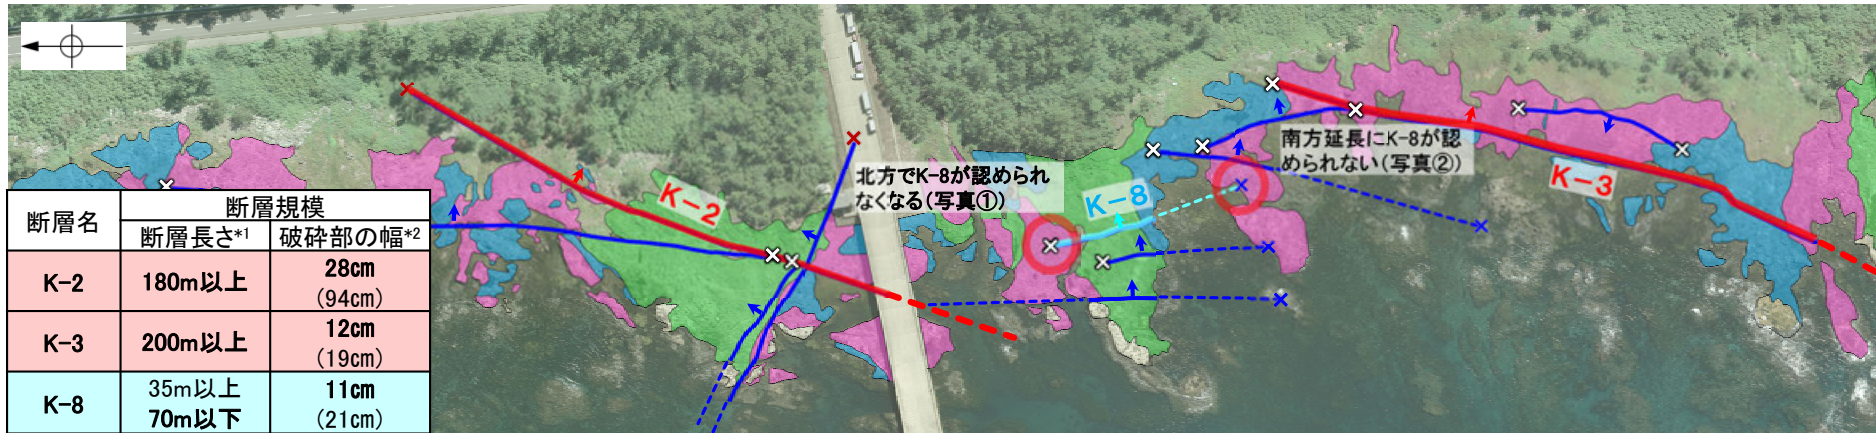 北方でK-8が認められ
なくなる(写真①)
南方延長にK-8が認
められない(写真②)
K-2
K-8
K-3
断層名 断層規模
断層長さ*1 破砕部の幅*2
K-2 180m以上 28cm
(94cm)
K-3 200m以上 12cm
(19cm)
K-8 35m以上 11cm
70m以下 (21cm)